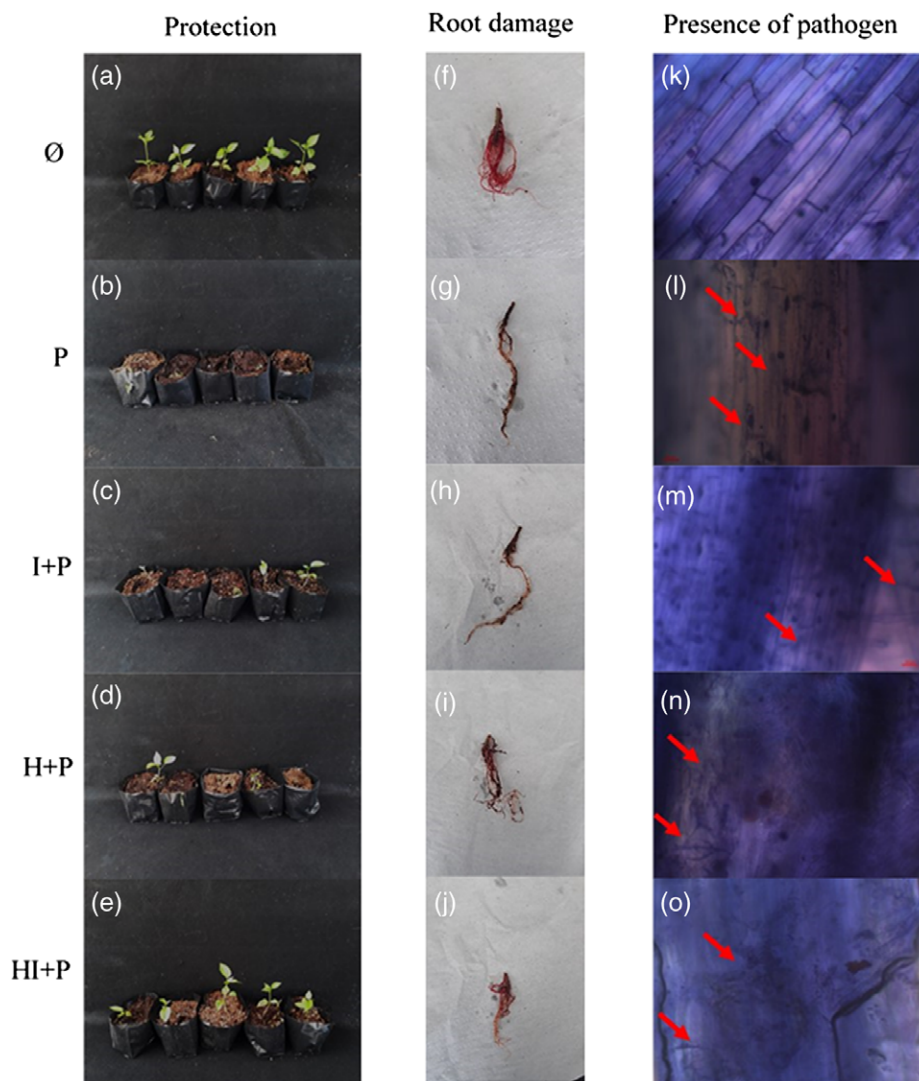 Protection Root damage Presence of pathogen
Ø (a) (f) (k)
P (b) (g) (l)
I+P (c) (h) (m)
H+P (d) (i) (n)
HI+P (e) (j) (o)